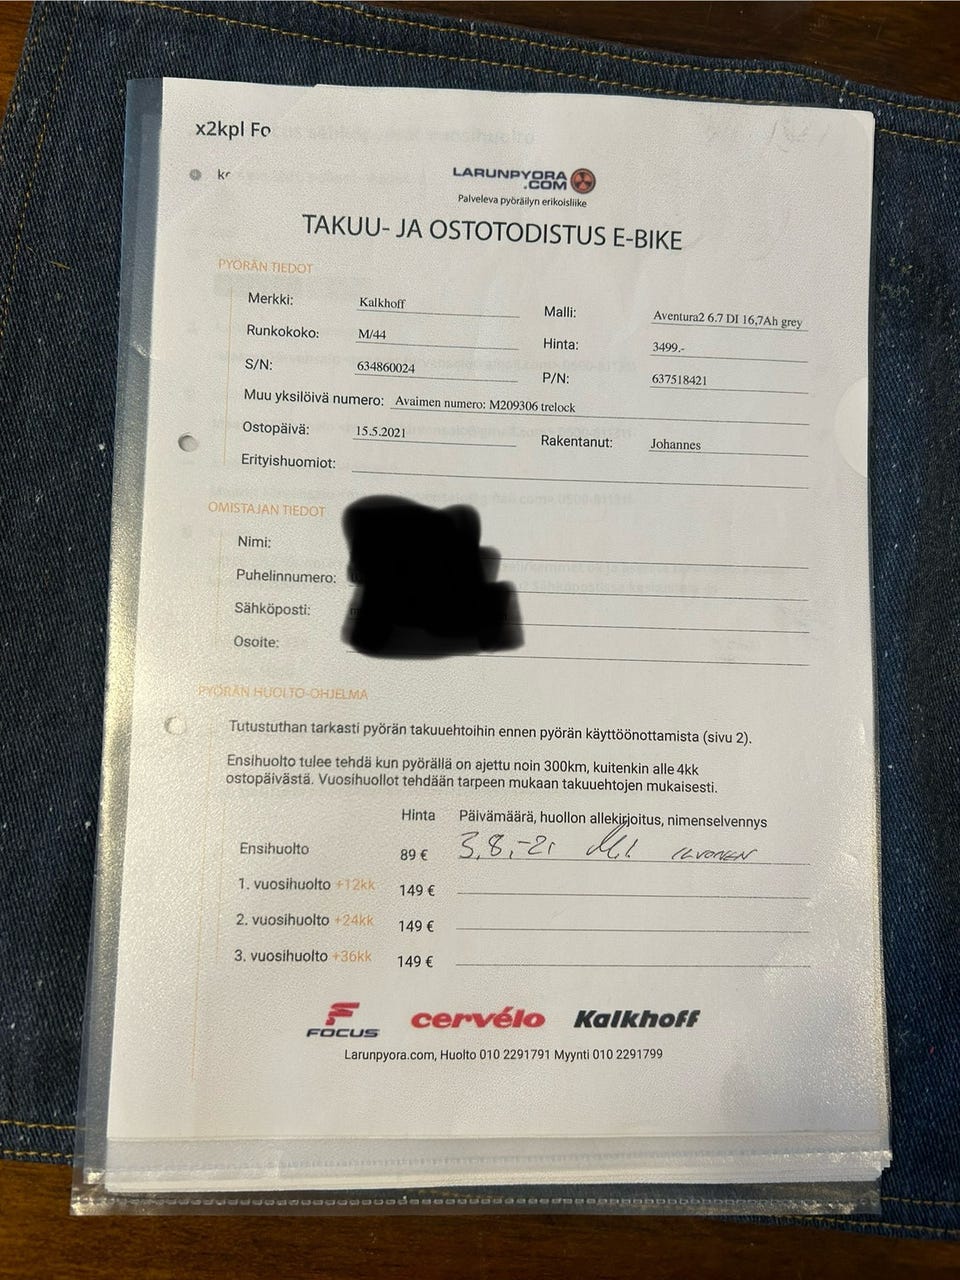 x2kpl Fo
LARUNPYORA
.COM
Palveleva pyöräilyn erikoisliike
TAKUU- JA OSTOTODISTUS E-BIKE
PYÖRÄN TIEDOT
Merkki: Kalkhoff Malli: Aventura2 6.7 DI 16,7Ah grey
Runkokoko: M/44 Hinta: 3499.-
S/N: 634860024 P/N: 637518421
Muu yksilöivä numero: Avaimen numero: M209306 trelock
Ostopäivä: 15.5.2021 Rakentanut: Johannes
Erityishuomiot:
OMISTAJAN TIEDOT
Nimi:
Puhelinnumero:
Sähköposti:
Osoite:
PYÖRÄN HUOLTO-OHJELMA
Tutustuthan tarkasti pyörän takuuehtoihin ennen pyörän käyttöönottamista (sivu 2).
Ensihuolto tulee tehdä kun pyörällä on ajettu noin 300km, kuitenkin alle 4kk
ostopäivästä. Vuosihuollot tehdään tarpeen mukaan takuuehtojen mukaisesti.
Hinta Päivämäärä, huollon allekirjoitus, nimenselvennys
Ensihuolto 89 € 3.8.-21
1. vuosihuolto +12kk 149 €
2. vuosihuolto +24kk 149 €
3. vuosihuolto +36kk 149 €
FOCUS cervélo Kalkhoff
Larunpyora.com, Huolto 010 2291791 Myynti 010 2291799